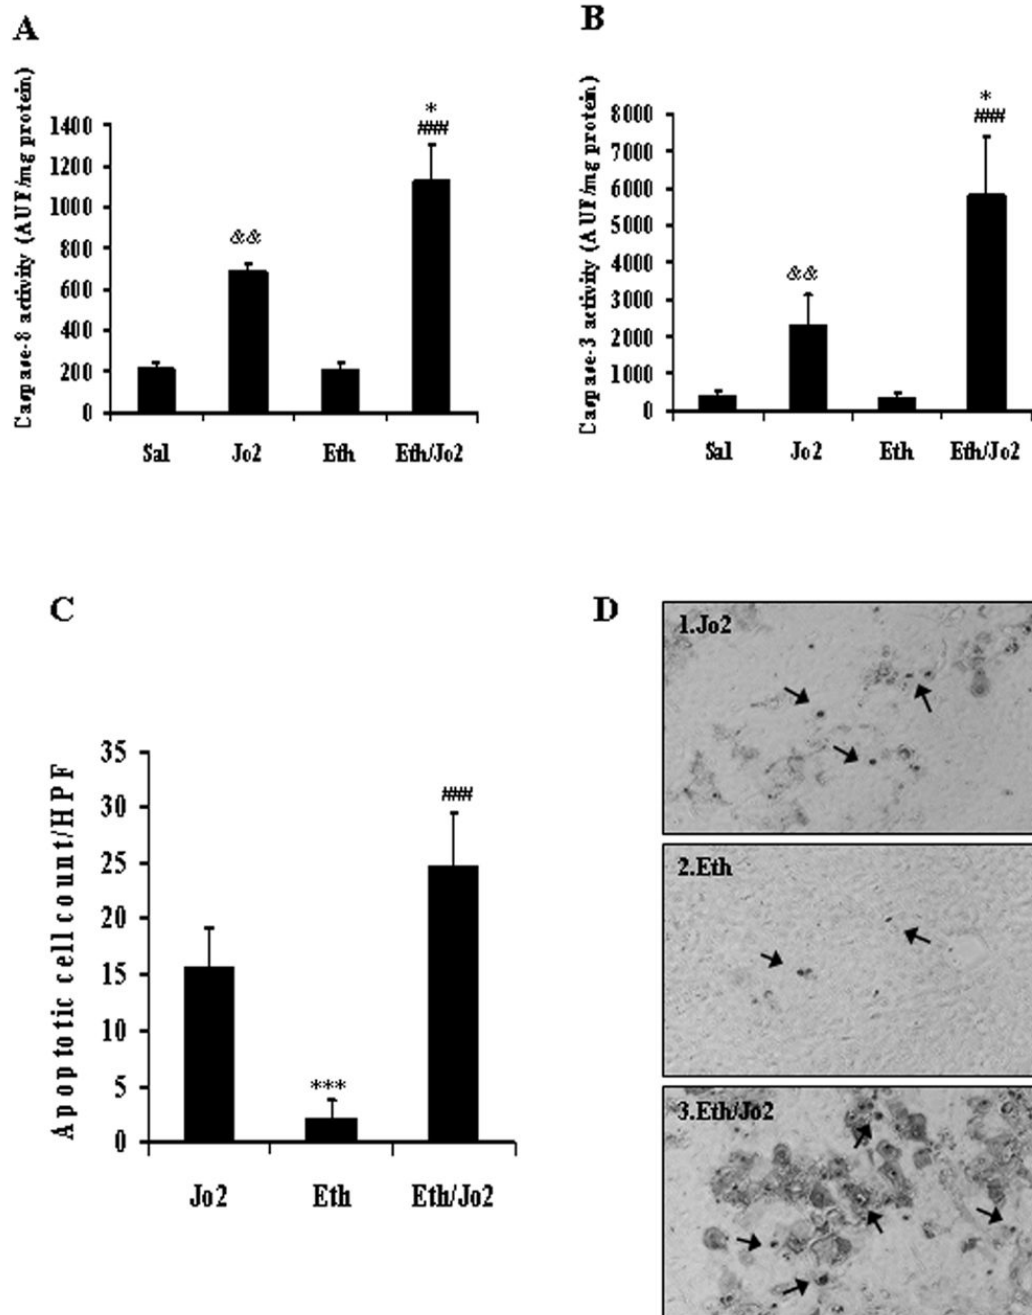 A
Caspase-8 activity (AUF/mg protein)
1400
1200
1000
800
600
400
200
0
&&
*
###
Sal Jo2 Eth Eth/Jo2
B
Caspase-3 activity (AUF/mg protein)
8000
7000
6000
5000
4000
3000
2000
1000
0
&&
*
###
Sal Jo2 Eth Eth/Jo2
C
Apoptotic cell count/HPF
35
30
25
20
15
10
5
0
***
###
Jo2 Eth Eth/Jo2
D
1.Jo2
2.Eth
3.Eth/Jo2